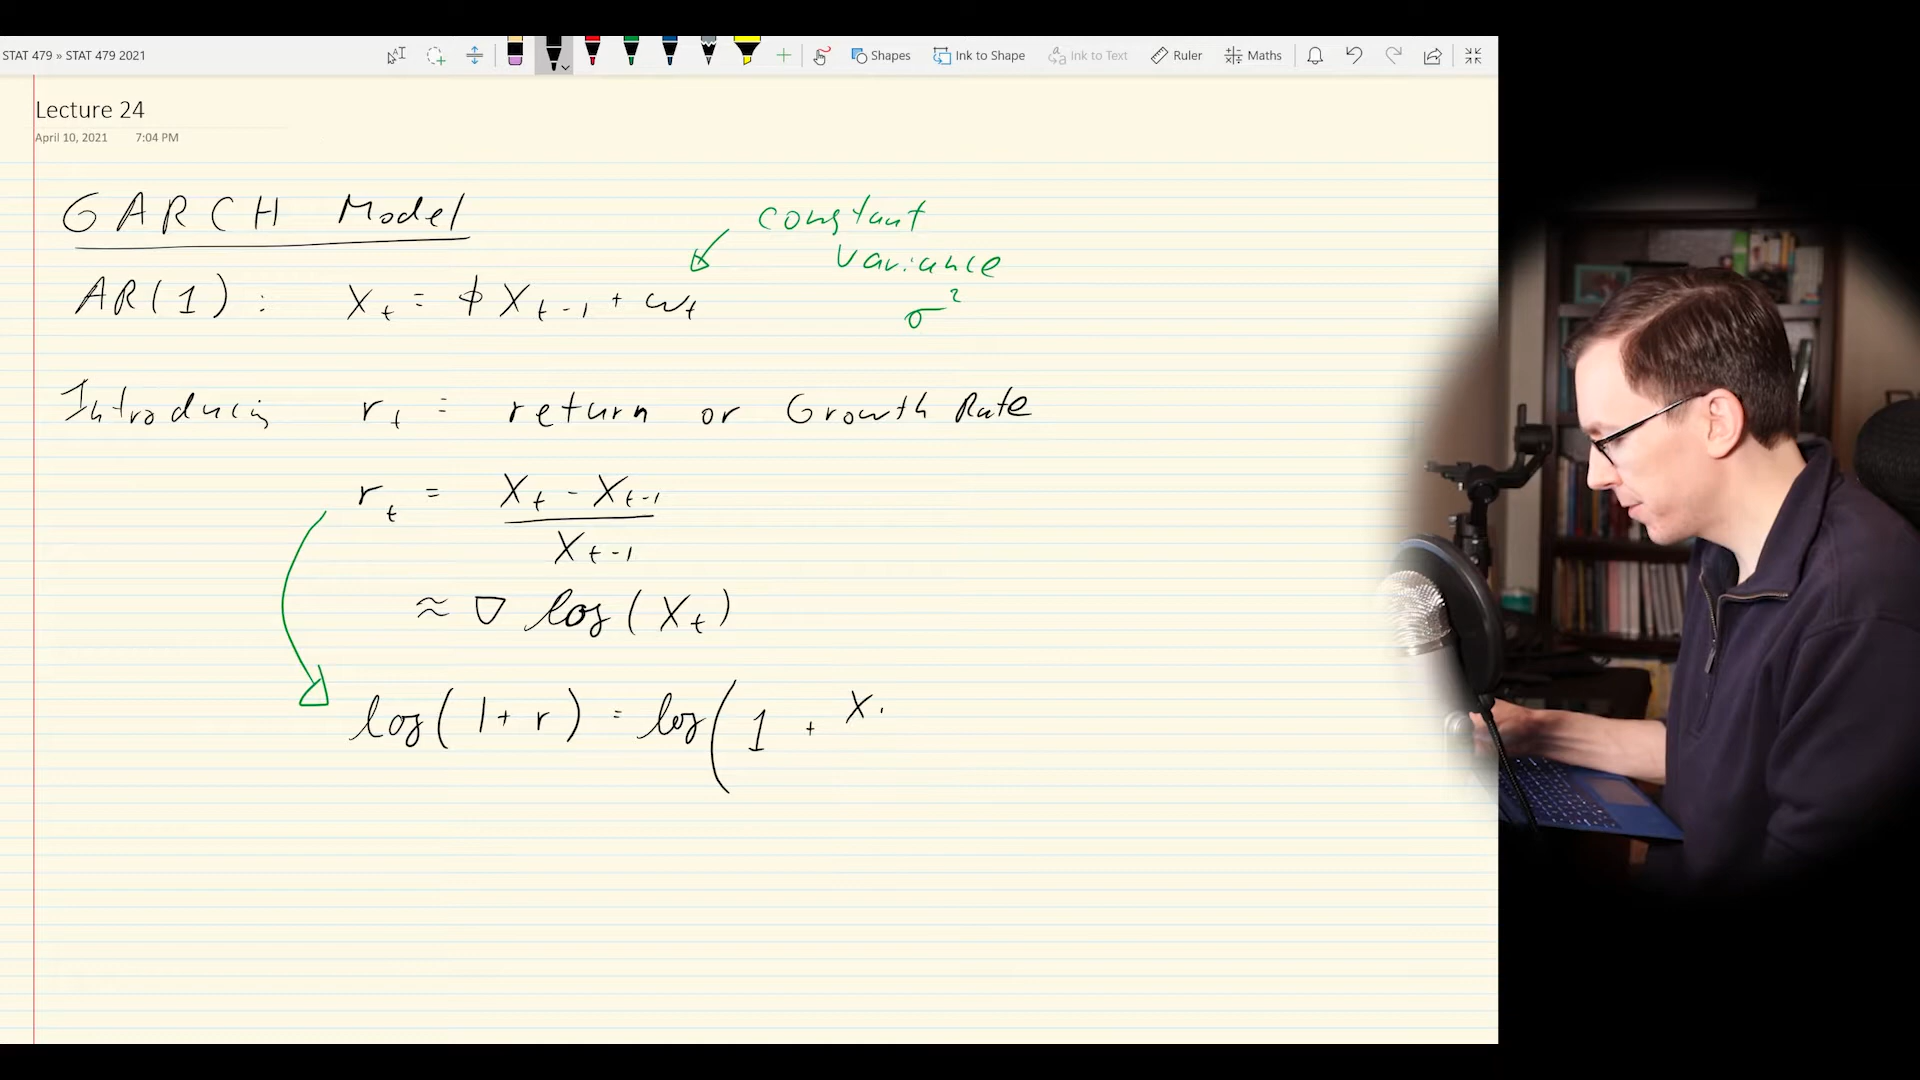 STAT 479 » STAT 479 2021
Shapes Ink to Shape Ink to Text Ruler Maths
Lecture 24
April 10, 2021 7:04 PM
GARCH Model
constant
variance
σ²
AR(1) : X_t = ϕ X_{t-1} + ω_t
Introducing r_t = return or Growth Rate
r_t = (X_t - X_{t-1}) / X_{t-1}
≈ ∇ log(X_t)
log(1+r) = log(1 + X